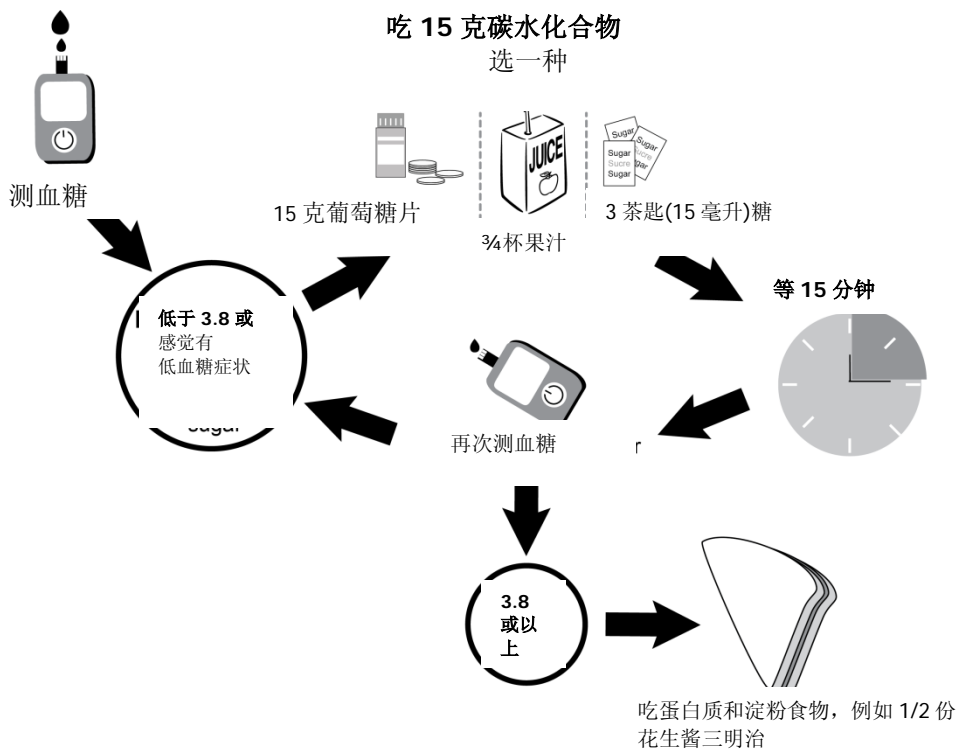 吃 15 克碳水化合物
选一种
测血糖
15 克葡萄糖片
JUICE
¾杯果汁
Sugar
Sugar
Sugar
Sucre
Sugar
3 茶匙(15 毫升)糖
等 15 分钟
低于 3.8 或
感觉有
低血糖症状
再次测血糖
3.8
或以
上
吃蛋白质和淀粉食物，例如 1/2 份
花生酱三明治